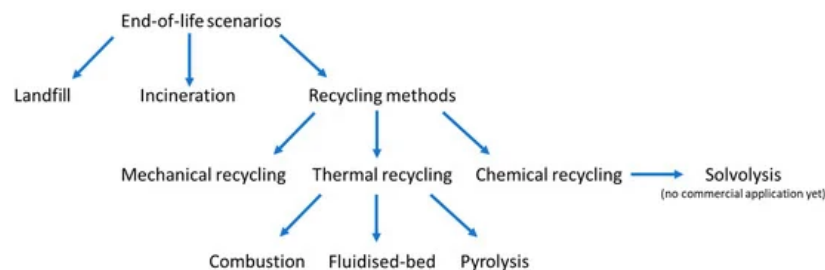 End-of-life scenarios
Landfill
Incineration
Recycling methods
Mechanical recycling
Thermal recycling
Chemical recycling
Solvolysis
(no commercial application yet)
Combustion
Fluidised-bed
Pyrolysis